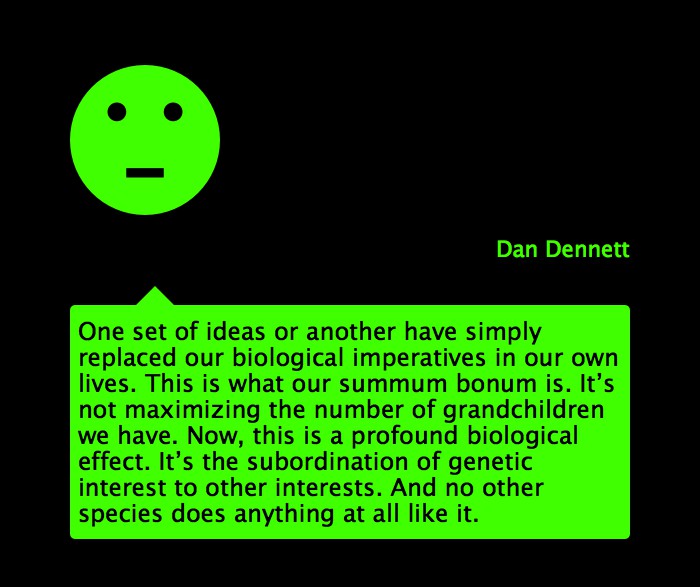 Dan Dennett
One set of ideas or another have simply
replaced our biological imperatives in our own
lives. This is what our summum bonum is. It’s
not maximizing the number of grandchildren
we have. Now, this is a profound biological
effect. It’s the subordination of genetic
interest to other interests. And no other
species does anything at all like it.